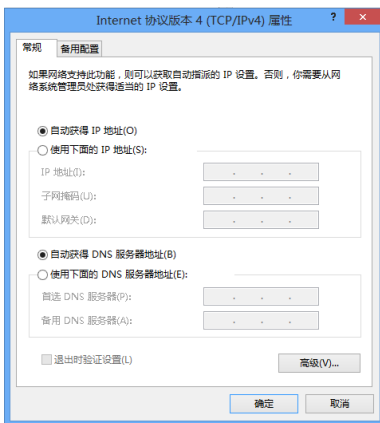 Internet 协议版本 4 (TCP/IPv4) 属性
常规 备用配置
如果网络支持此功能，则可以获取自动指派的 IP 设置。否则，你需要从网
络系统管理员处获得适当的 IP 设置。
自动获得 IP 地址(O)
使用下面的 IP 地址(S):
IP 地址(I):
子网掩码(U):
默认网关(D):
自动获得 DNS 服务器地址(B)
使用下面的 DNS 服务器地址(E):
首选 DNS 服务器(P):
备用 DNS 服务器(A):
退出时验证设置(L)
高级(V)...
确定 取消